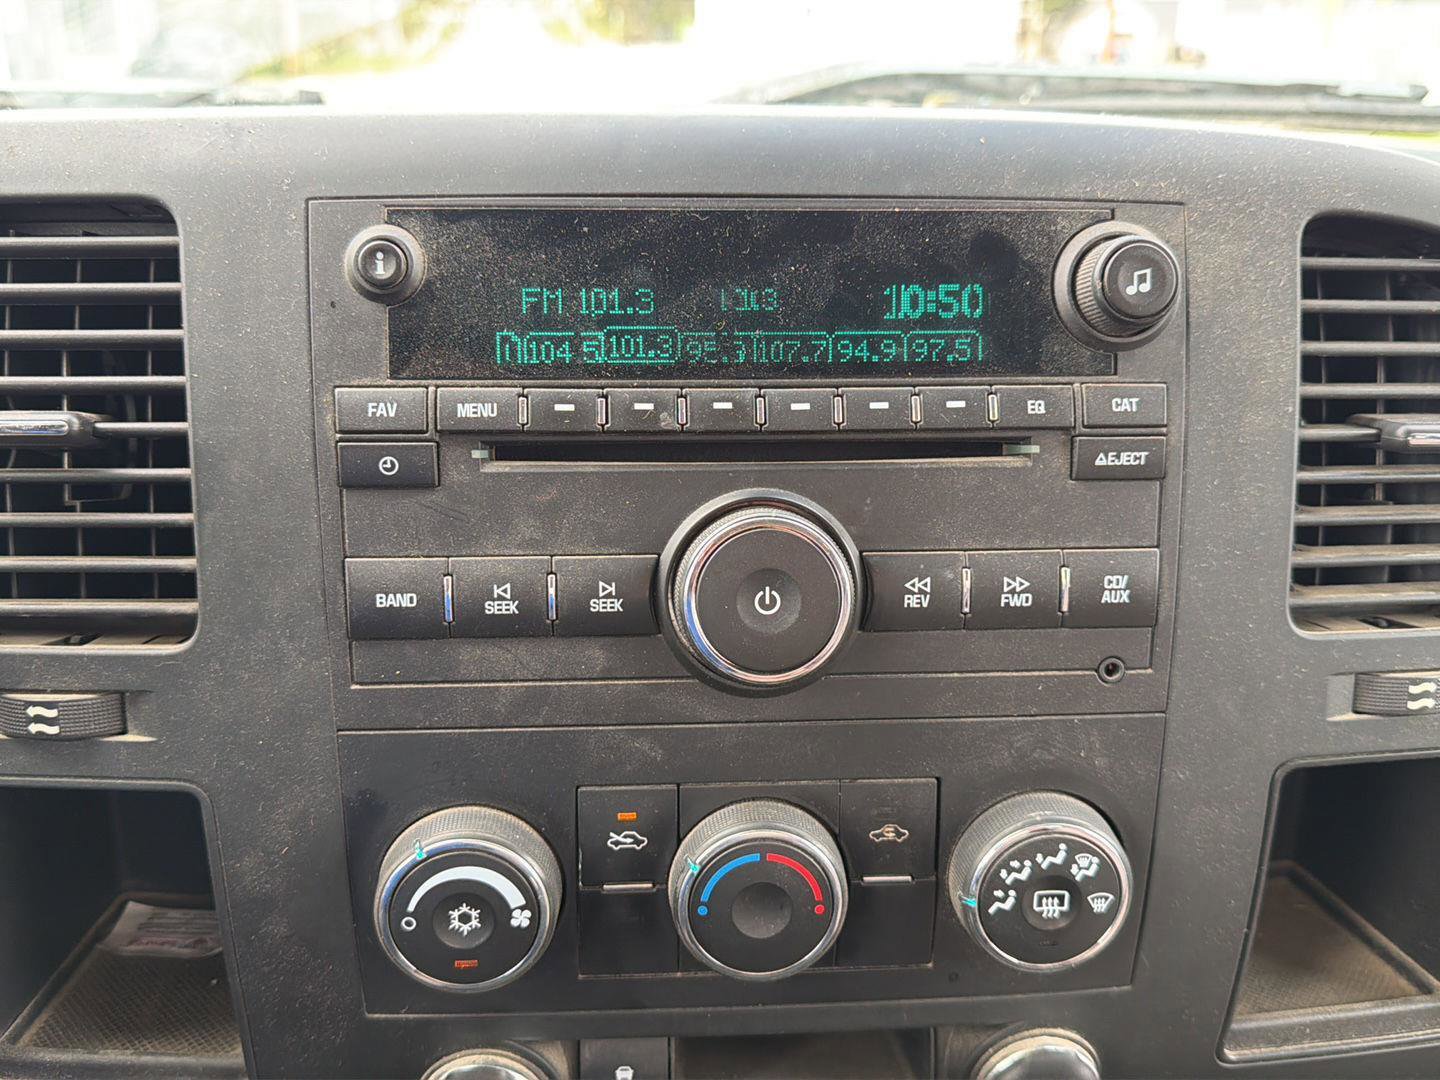 FM 101.3 10:50
104.5 101.3 95.3 107.7 94.9 97.5
FAV MENU EQ CAT
EJECT
BAND SEEK SEEK REV FWD CD/
AUX